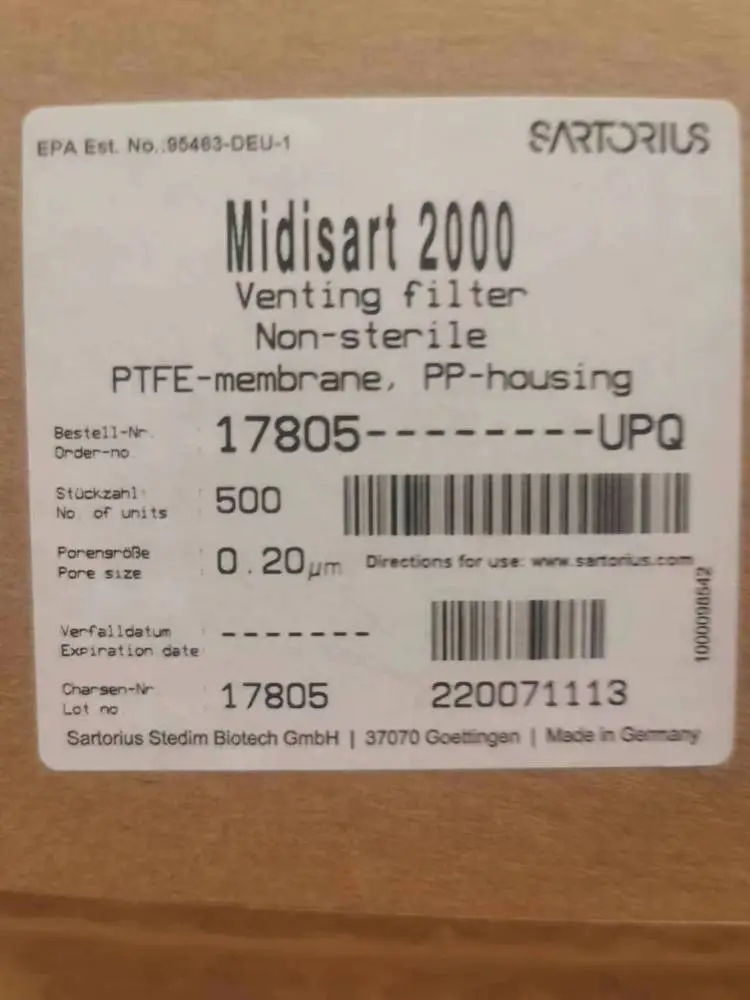 EPA Est. No.:95463-DEU-1
SARTORIUS
Midisart 2000
Venting filter
Non-sterile
PTFE-membrane, PP-housing
Bestell-Nr.
Order-no.
: 17805---------UPQ
Stückzahl
No. of units
: 500
Porengröße
Pore size
: 0.20µm
Directions for use: www.sartorius.com
1000098542
Verfalldatum
Expiration date
: -------
Chargen-Nr.
Lot no.
: 17805 220071113
Sartorius Stedim Biotech GmbH | 37070 Goettingen | Made in Germany